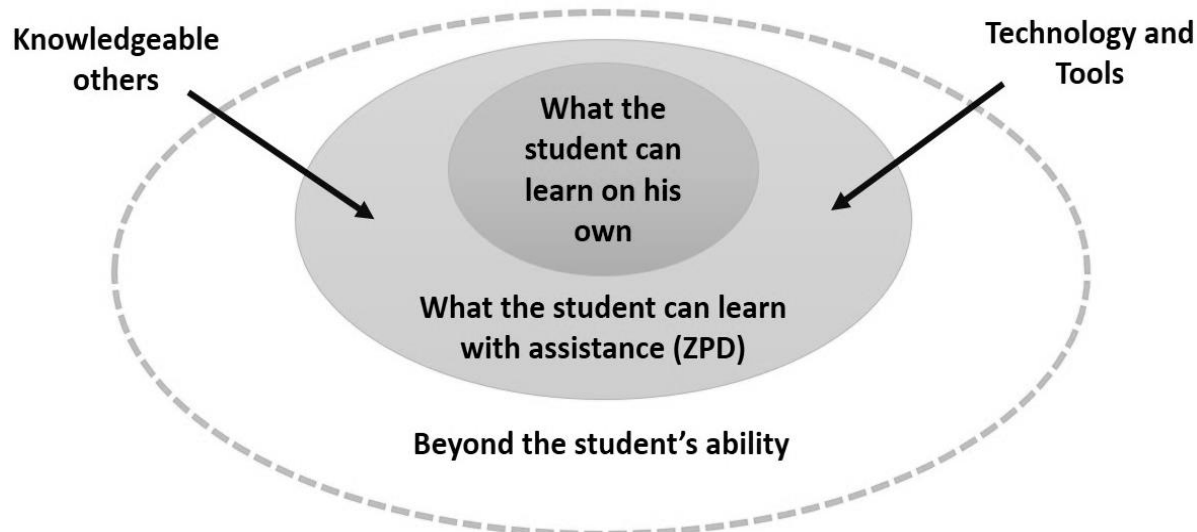 Knowledgeable
others
Technology and
Tools
What the
student can
learn on his
own
What the student can learn
with assistance (ZPD)
Beyond the student’s ability